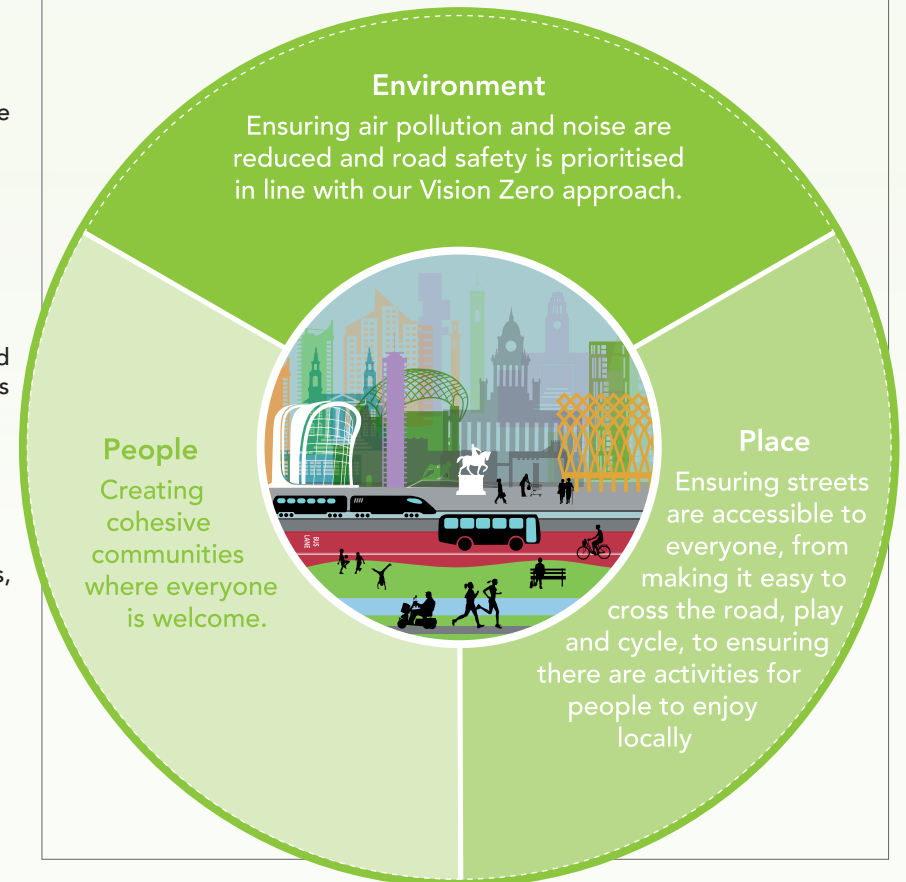 e
d
s
s,
Environment
Ensuring air pollution and noise are
reduced and road safety is prioritised
in line with our Vision Zero approach.
People
Creating
cohesive
communities
where everyone
is welcome.
Place
Ensuring streets
are accessible to
everyone, from
making it easy to
cross the road, play
and cycle, to ensuring
there are activities for
people to enjoy
locally
BUS
LANE